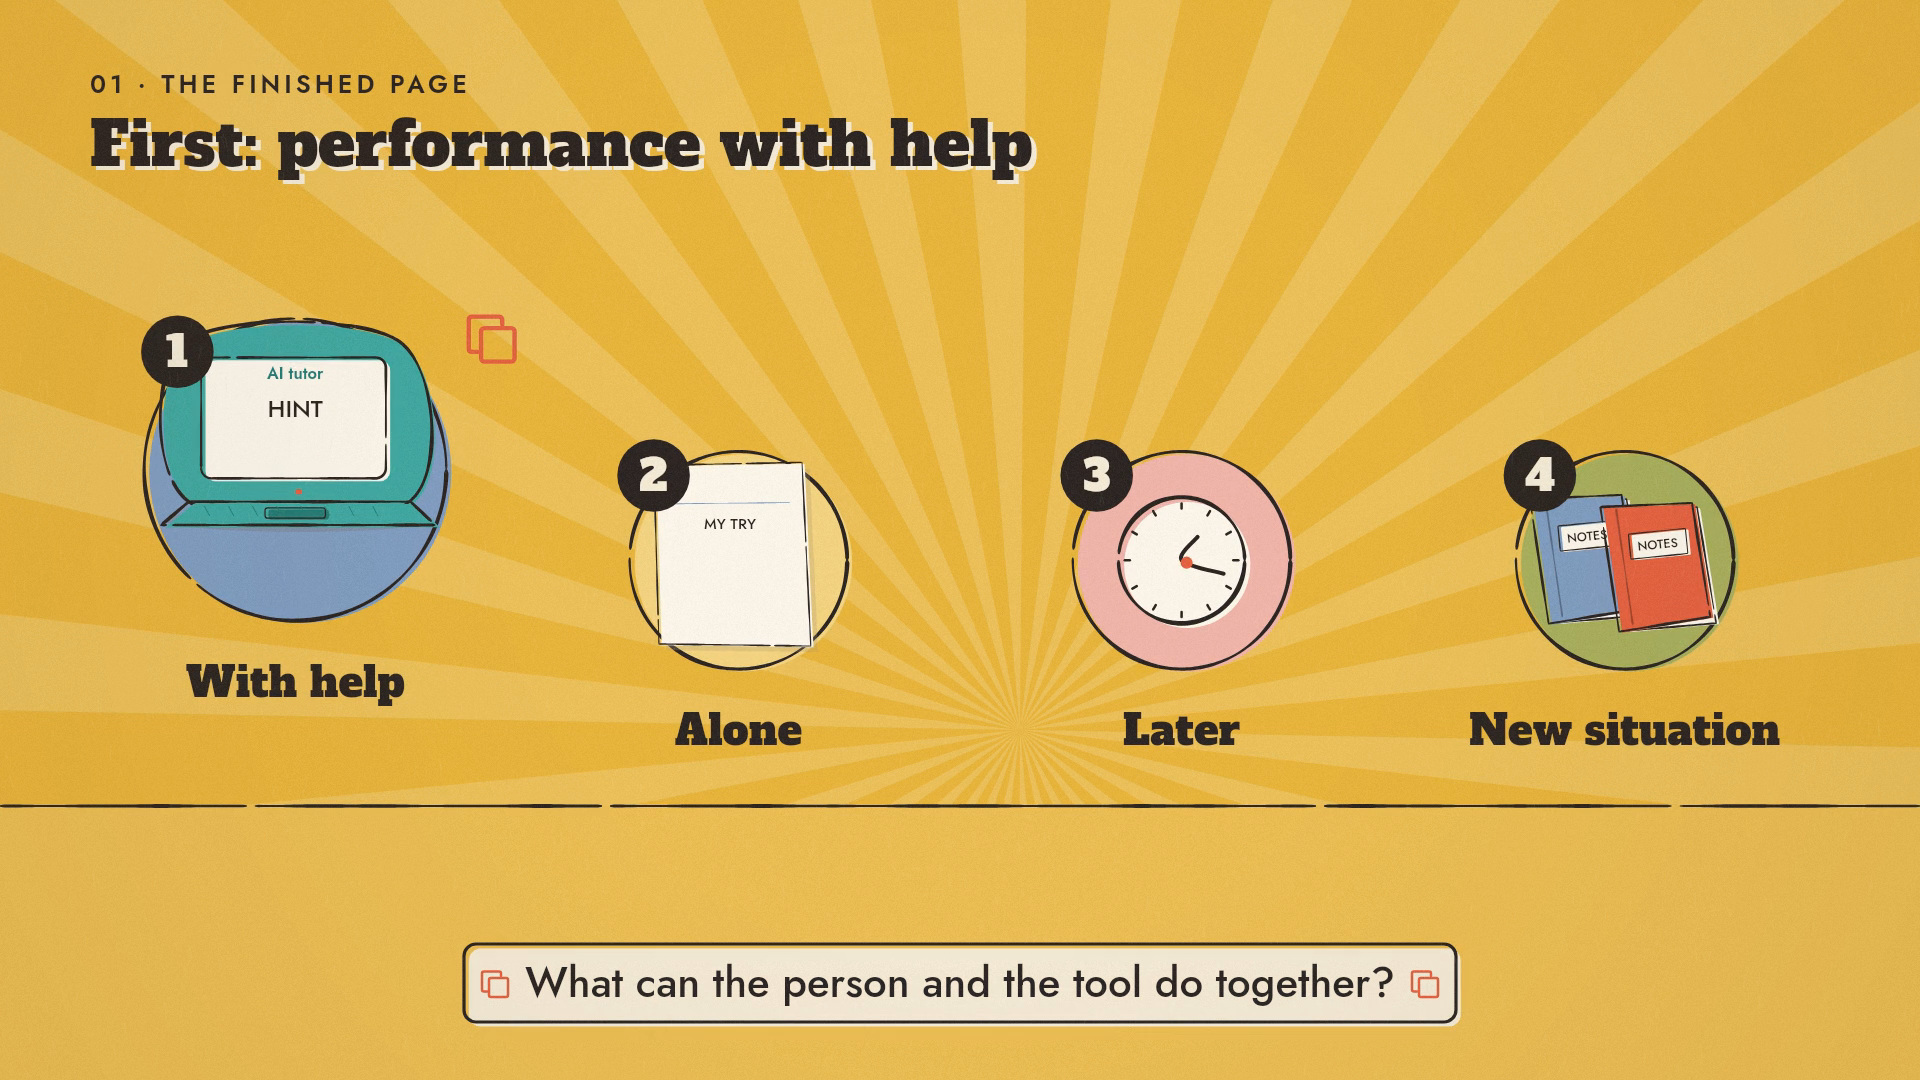 01 · THE FINISHED PAGE
First: performance with help
1
AI tutor
HINT
With help
2
MY TRY
Alone
3
Later
4
NOTES
NOTES
New situation
What can the person and the tool do together?